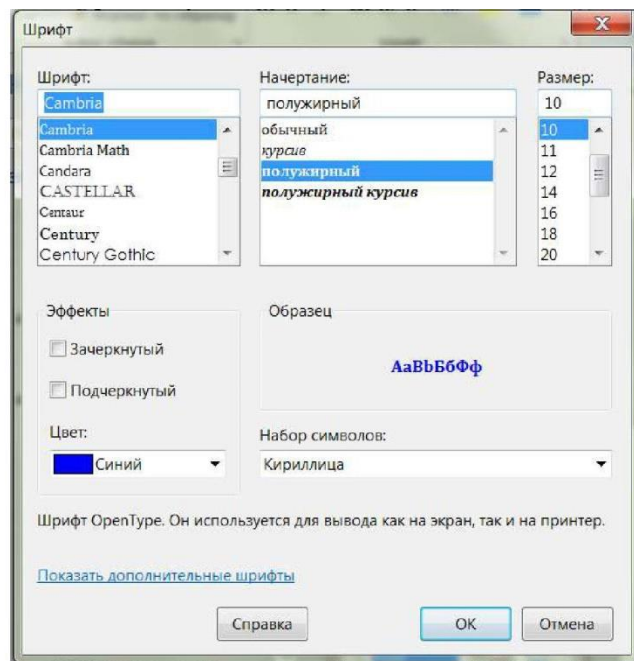 Шрифт
Шрифт:
Начертание:
Размер:
Cambria
полужирный
10
Cambria
обычный
10
Cambria Math
курсив
11
Candara
полужирный
12
CASTELLAR
полужирный курсив
14
Centaur
16
Century
18
Century Gothic
20
Эффекты
Образец
Зачеркнутый
АаВbБбФф
Подчеркнутый
Цвет:
Набор символов:
Синий
Кириллица
Шрифт OpenType. Он используется для вывода как на экран, так и на принтер.
Показать дополнительные шрифты
Справка
OK
Отмена